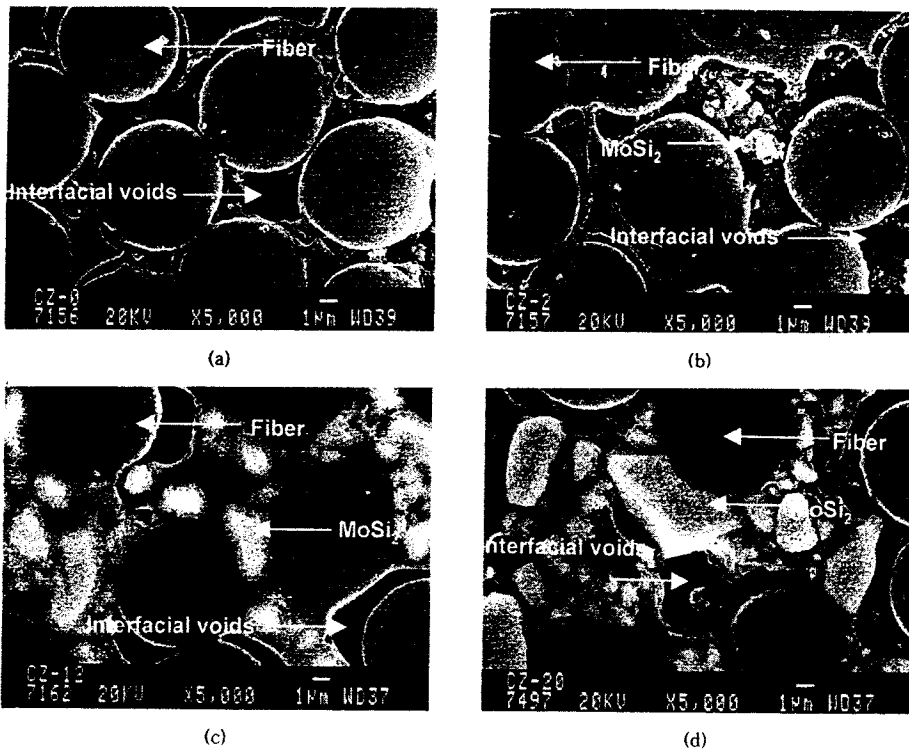 Fiber
Interfacial voids
CZ-0
7156 20KV X5,000 1µm WD39
(a)
Fiber
MoSi2
Interfacial voids
CZ-2
7157 20KV X5,000 1µm WD39
(b)
Fiber
MoSi2
Interfacial voids
CZ-12
7162 20KV X5,000 1µm WD37
(c)
Fiber
MoSi2
Interfacial voids
CZ-20
7497 20KV X5,000 1µm WD37
(d)